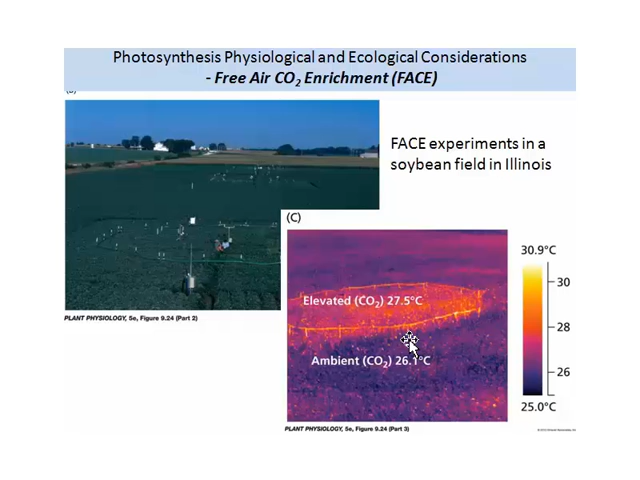 Photosynthesis Physiological and Ecological Considerations
- Free Air CO2 Enrichment (FACE)
FACE experiments in a
soybean field in Illinois
(C)
30.9°C
30
28
26
25.0°C
Elevated (CO2) 27.5°C
Ambient (CO2) 26.1°C
PLANT PHYSIOLOGY, 5e, Figure 9.24 (Part 2)
PLANT PHYSIOLOGY, 5e, Figure 9.24 (Part 3)